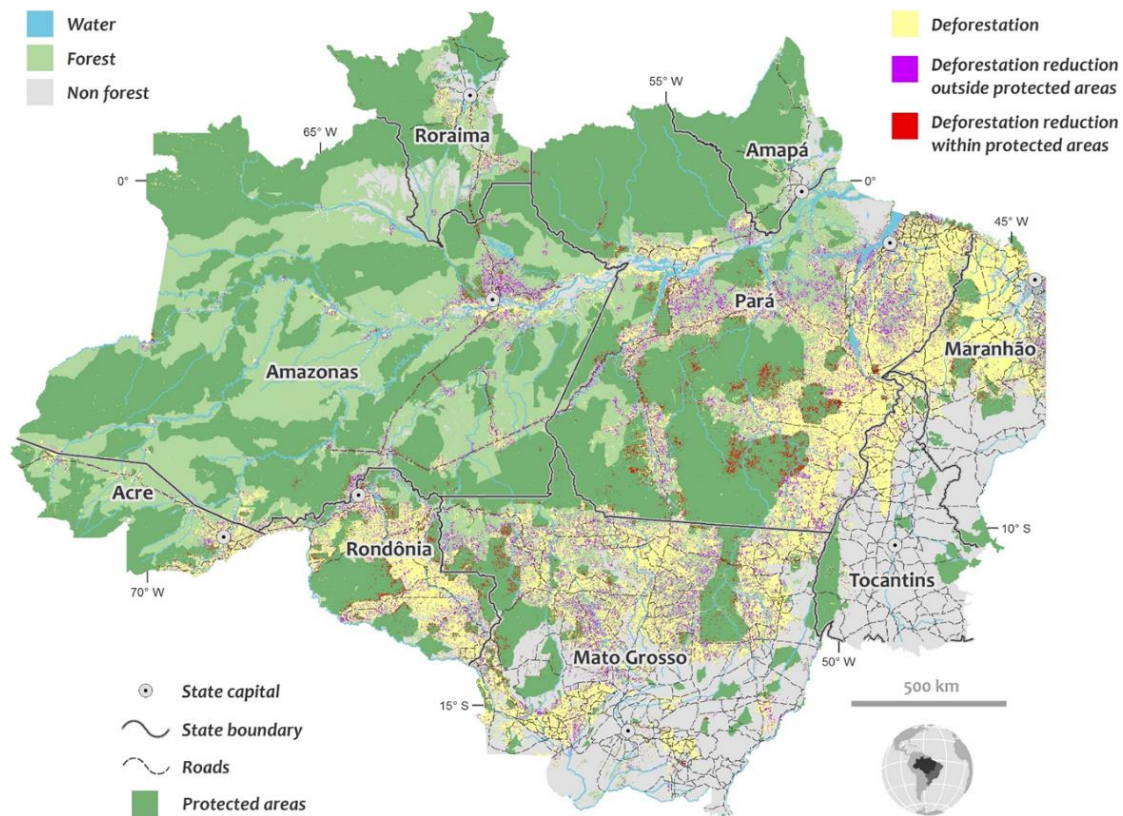 Water
Forest
Non forest
Deforestation
Deforestation reduction
outside protected areas
Deforestation reduction
within protected areas
55° W
65° W
Roraima
Amapá
0°
0°
45° W
Pará
Maranhão
Amazonas
Acre
Rondônia
10° S
Tocantins
70° W
Mato Grosso
50° W
15° S
500 km
State capital
State boundary
Roads
Protected areas